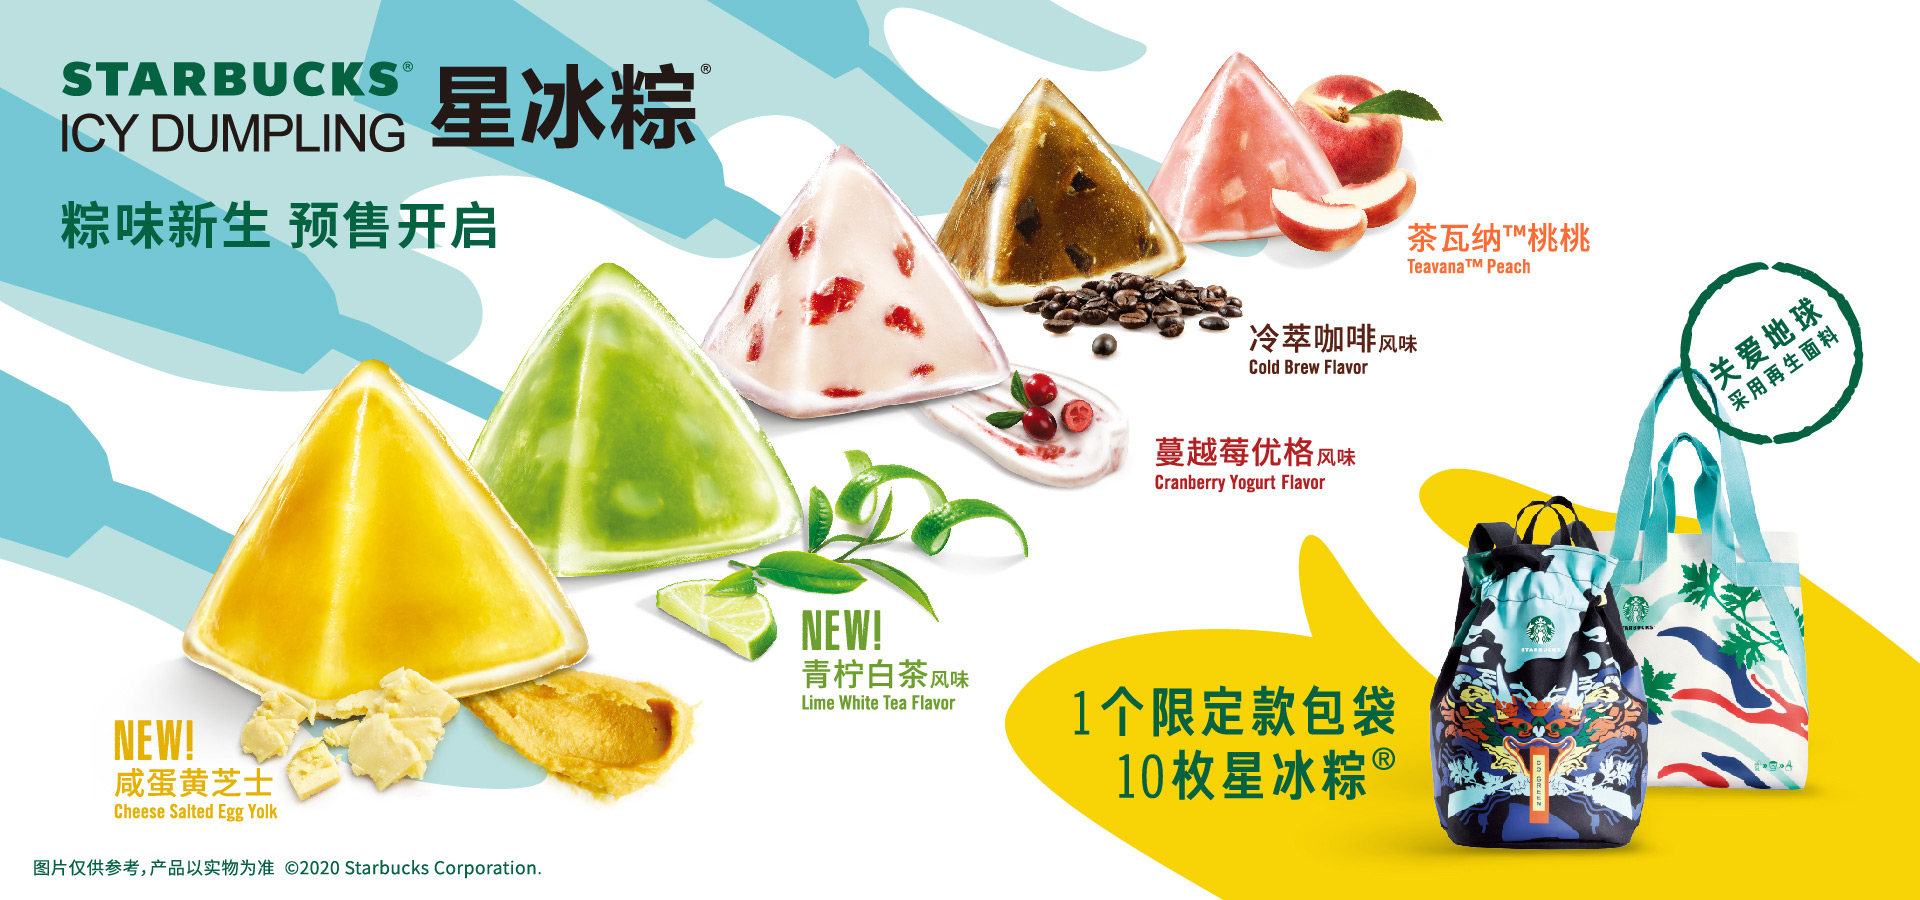 STARBUCKS®
ICY DUMPLING
星冰粽®
粽味新生 预售开启
茶瓦纳™桃桃
Teavana™ Peach
冷萃咖啡风味
Cold Brew Flavor
蔓越莓优格风味
Cranberry Yogurt Flavor
NEW!
青柠白茶风味
Lime White Tea Flavor
NEW!
咸蛋黄芝士
Cheese Salted Egg Yolk
关爱地球
采用再生面料
STARBUCKS
STARBUCKS
GO GREEN
1个限定款包袋
10枚星冰粽®
图片仅供参考,产品以实物为准 ©2020 Starbucks Corporation.